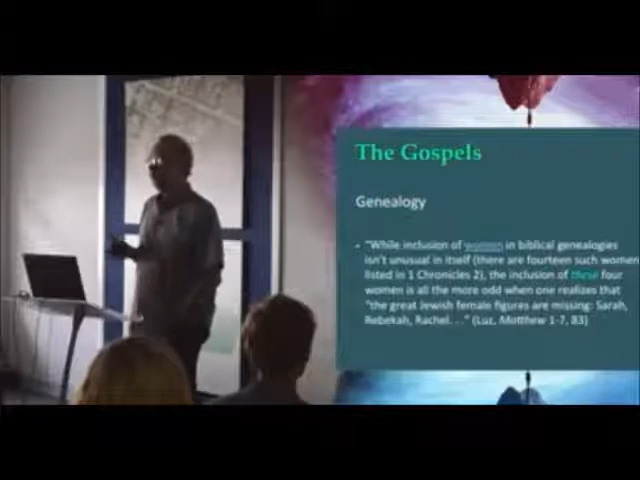 The Gospels
Genealogy
• "While inclusion of women in biblical genealogies
isn't unusual in itself (there are fourteen such women
listed in 1 Chronicles 2), the inclusion of these four
women is all the more odd when one realizes that
"the great Jewish female figures are missing: Sarah,
Rebekah, Rachel. . ." (Luz, Matthew 1-7, 83)